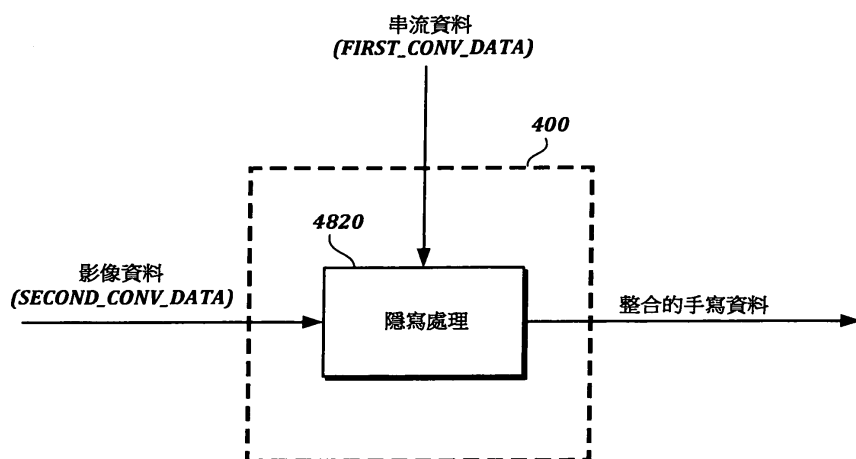 串流資料
(FIRST_CONV_DATA)
400
4820
影像資料
(SECOND_CONV_DATA)
隱寫處理
整合的手寫資料